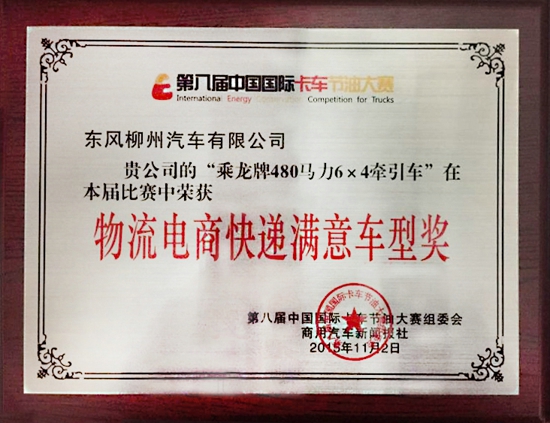 第八届中国国际卡车节油大赛
International Energy Conservation Competition for Trucks
东风柳州汽车有限公司
贵公司的“乘龙牌480马力6×4牵引车”在
本届比赛中荣获
物流电商快递满意车型奖
第八届中国国际卡车节油大赛组委会
商用汽车新闻报社
2015年11月2日